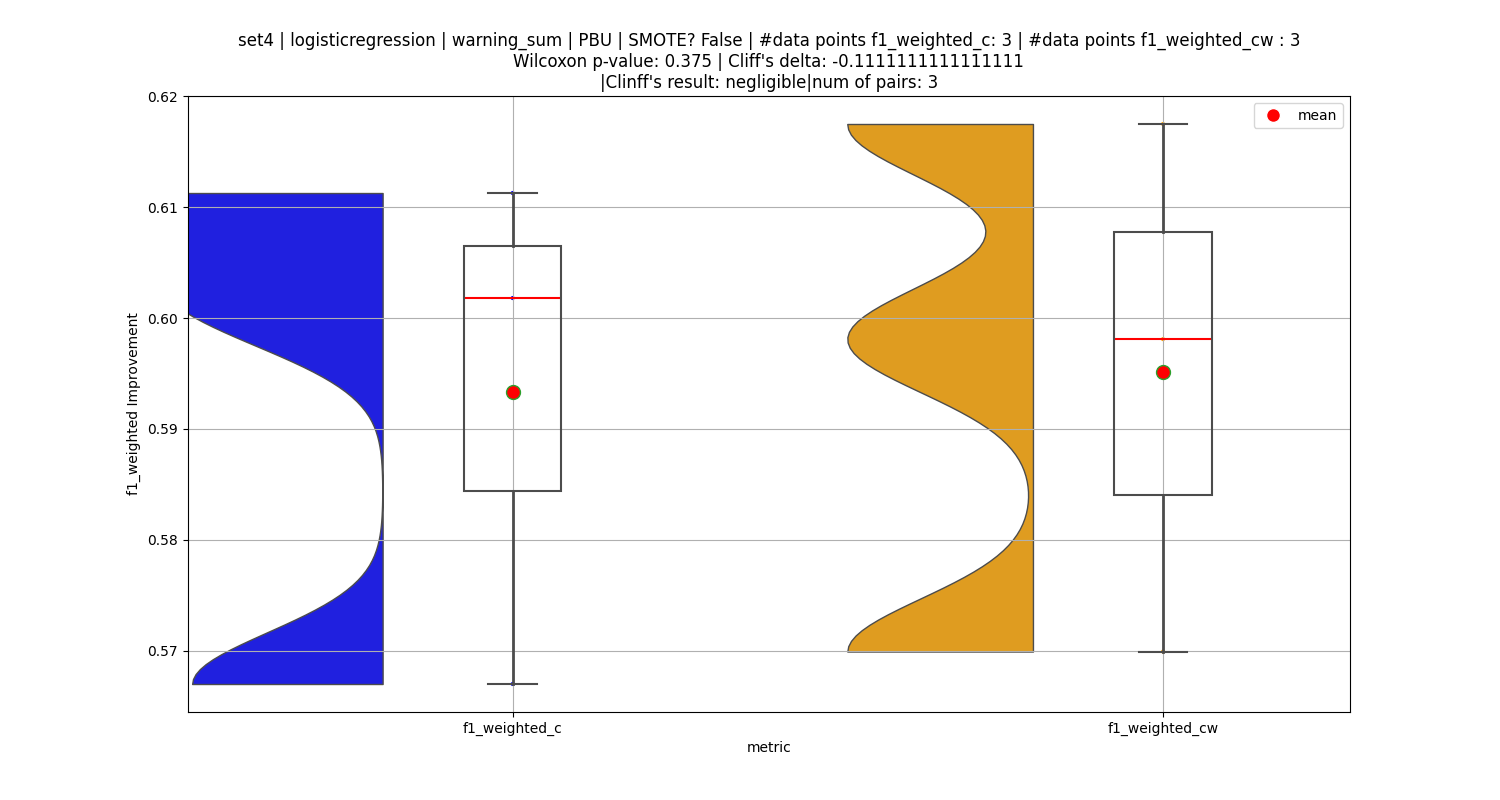 set4 | logisticregression | warning_sum | PBU | SMOTE? False | #data points f1_weighted_c: 3 | #data points f1_weighted_cw : 3
Wilcoxon p-value: 0.375 | Cliff's delta: -0.1111111111111111
|Clinff's result: negligible|num of pairs: 3
mean
0.62
0.61
0.60
0.59
0.58
0.57
f1_weighted Improvement
f1_weighted_c
f1_weighted_cw
metric